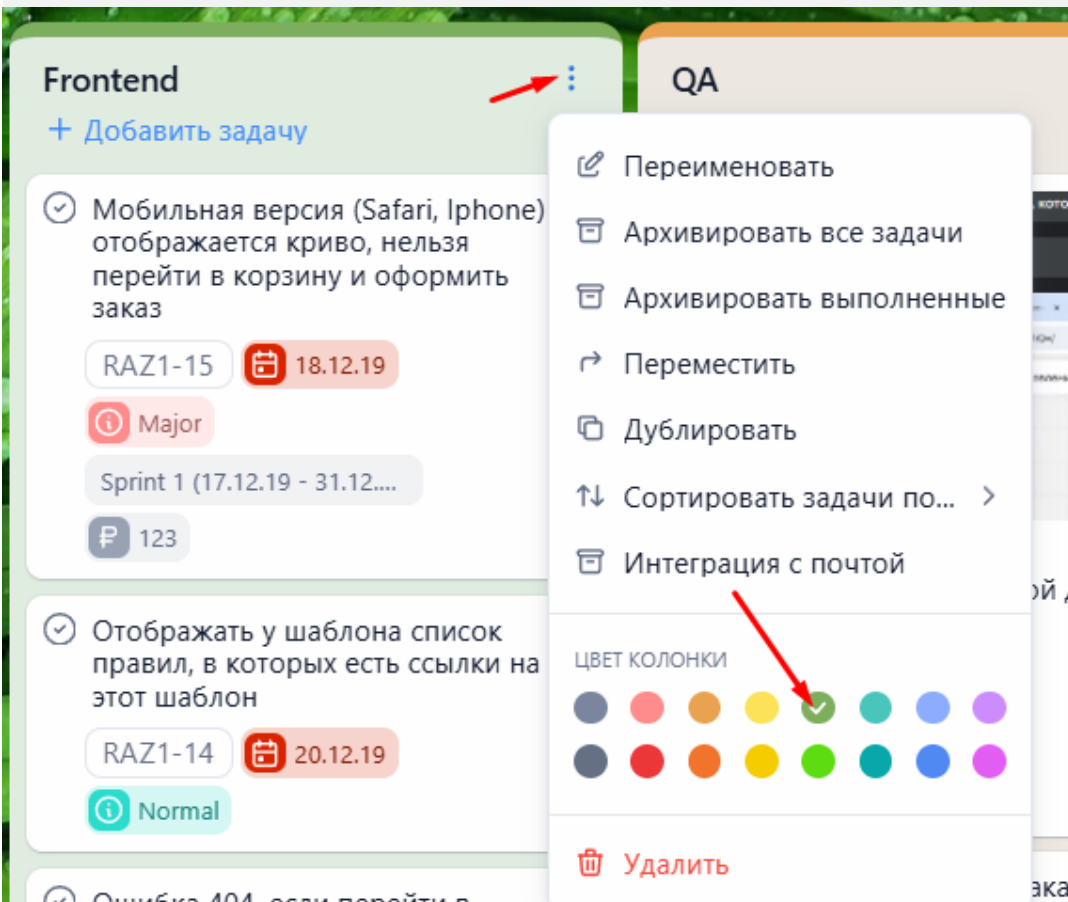 Frontend
QA
+ Добавить задачу
Мобильная версия (Safari, Iphone)
отображается криво, нельзя
перейти в корзину и оформить
заказ
RAZ1-15
18.12.19
Major
Sprint 1 (17.12.19 - 31.12....
₽ 123
Отображать у шаблона список
правил, в которых есть ссылки на
этот шаблон
RAZ1-14
20.12.19
Normal
Переименовать
Архивировать все задачи
Архивировать выполненные
Переместить
Дублировать
Сортировать задачи по...
Интеграция с почтой
ЦВЕТ КОЛОНКИ
Удалить